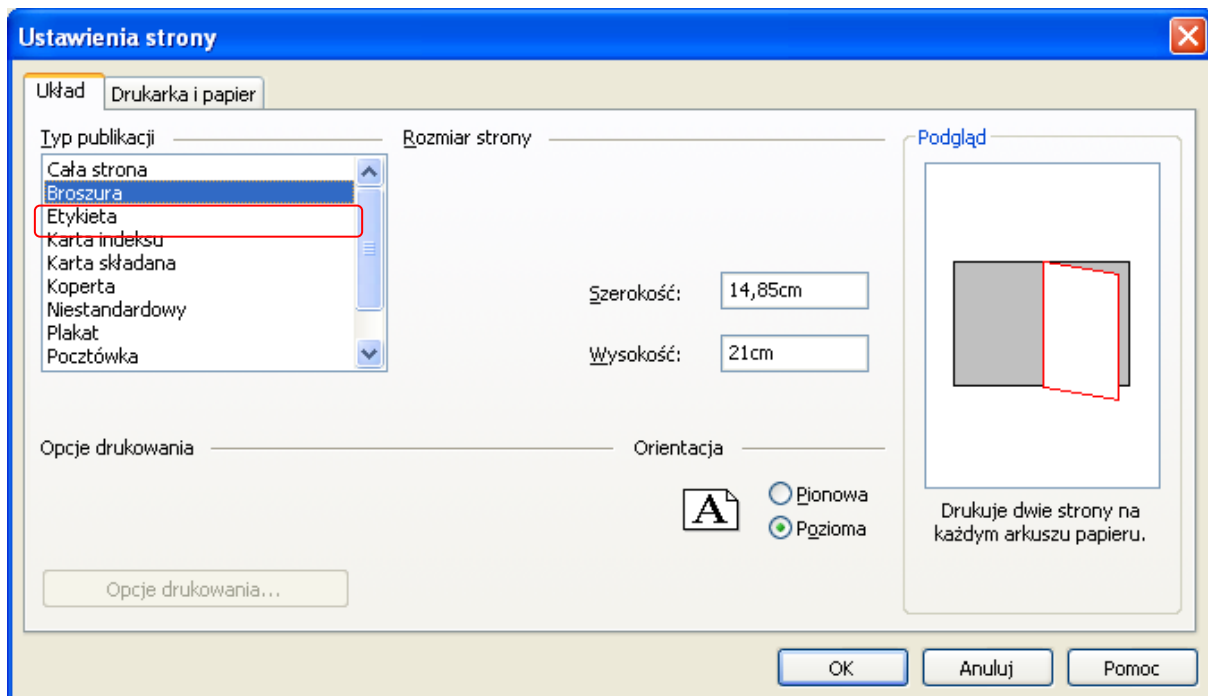 Ustawienia strony
Układ
Drukarka i papier
Typ publikacji
Cała strona
Broszura
Etykieta
Karta indeksu
Karta składana
Koperta
Niestandardowy
Plakat
Pocztówka
Rozmiar strony
Szerokość: 14,85cm
Wysokość: 21cm
Podgląd
Drukuje dwie strony na
każdym arkuszu papieru.
Opcje drukowania
Opcje drukowania...
Orientacja
A
Pionowa
Pozioma
OK
Anuluj
Pomoc